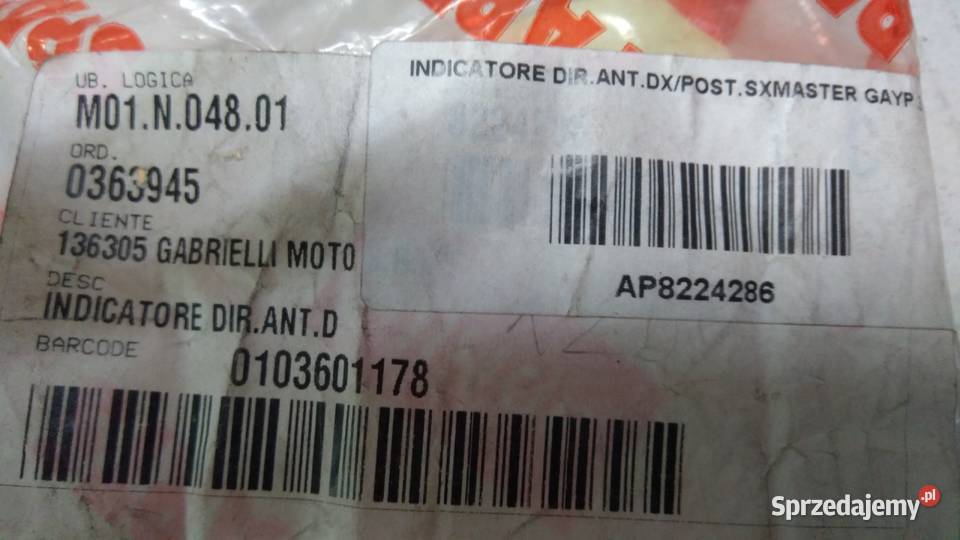 UB. LOGICA
M01.N.048.01
ORD.
0363945
CLIENTE
136305 GABRIELLI MOTO
DESC
INDICATORE DIR.ANT.D
BARCODE
0103601178
INDICATORE DIR.ANT.DX/POST.SXMASTER GAYP
AP8224286
Sprzedajemy.pl